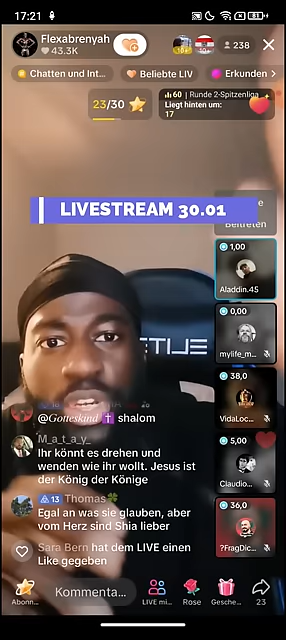 17:21
81
Flexabrenyah
43.3K
238
Chatten und Int...
Beliebte LIV
Erkunden
23/30
60 | Runde 2-Spitzenliga
Liegt hinten um:
17
LIVESTREAM 30.01
Beitreten
1,00
Aladdin.45
0,00
mylife_m...
38,0
VidaLoc...
5,00
Claudio...
36,0
?FragDic...
@Gotteskind ✝️ shalom
M_a_t_a_y_
Ihr könnt es drehen und
wenden wie ihr wollt. Jesus ist
der König der Könige
13 Thomas🍀
Egal an was sie glauben, aber
vom Herz sind Shia lieber
Sara Bern hat dem LIVE einen
Like gegeben
Abonn...
Kommenta...
LIVE mi...
Rose
Gesche...
23